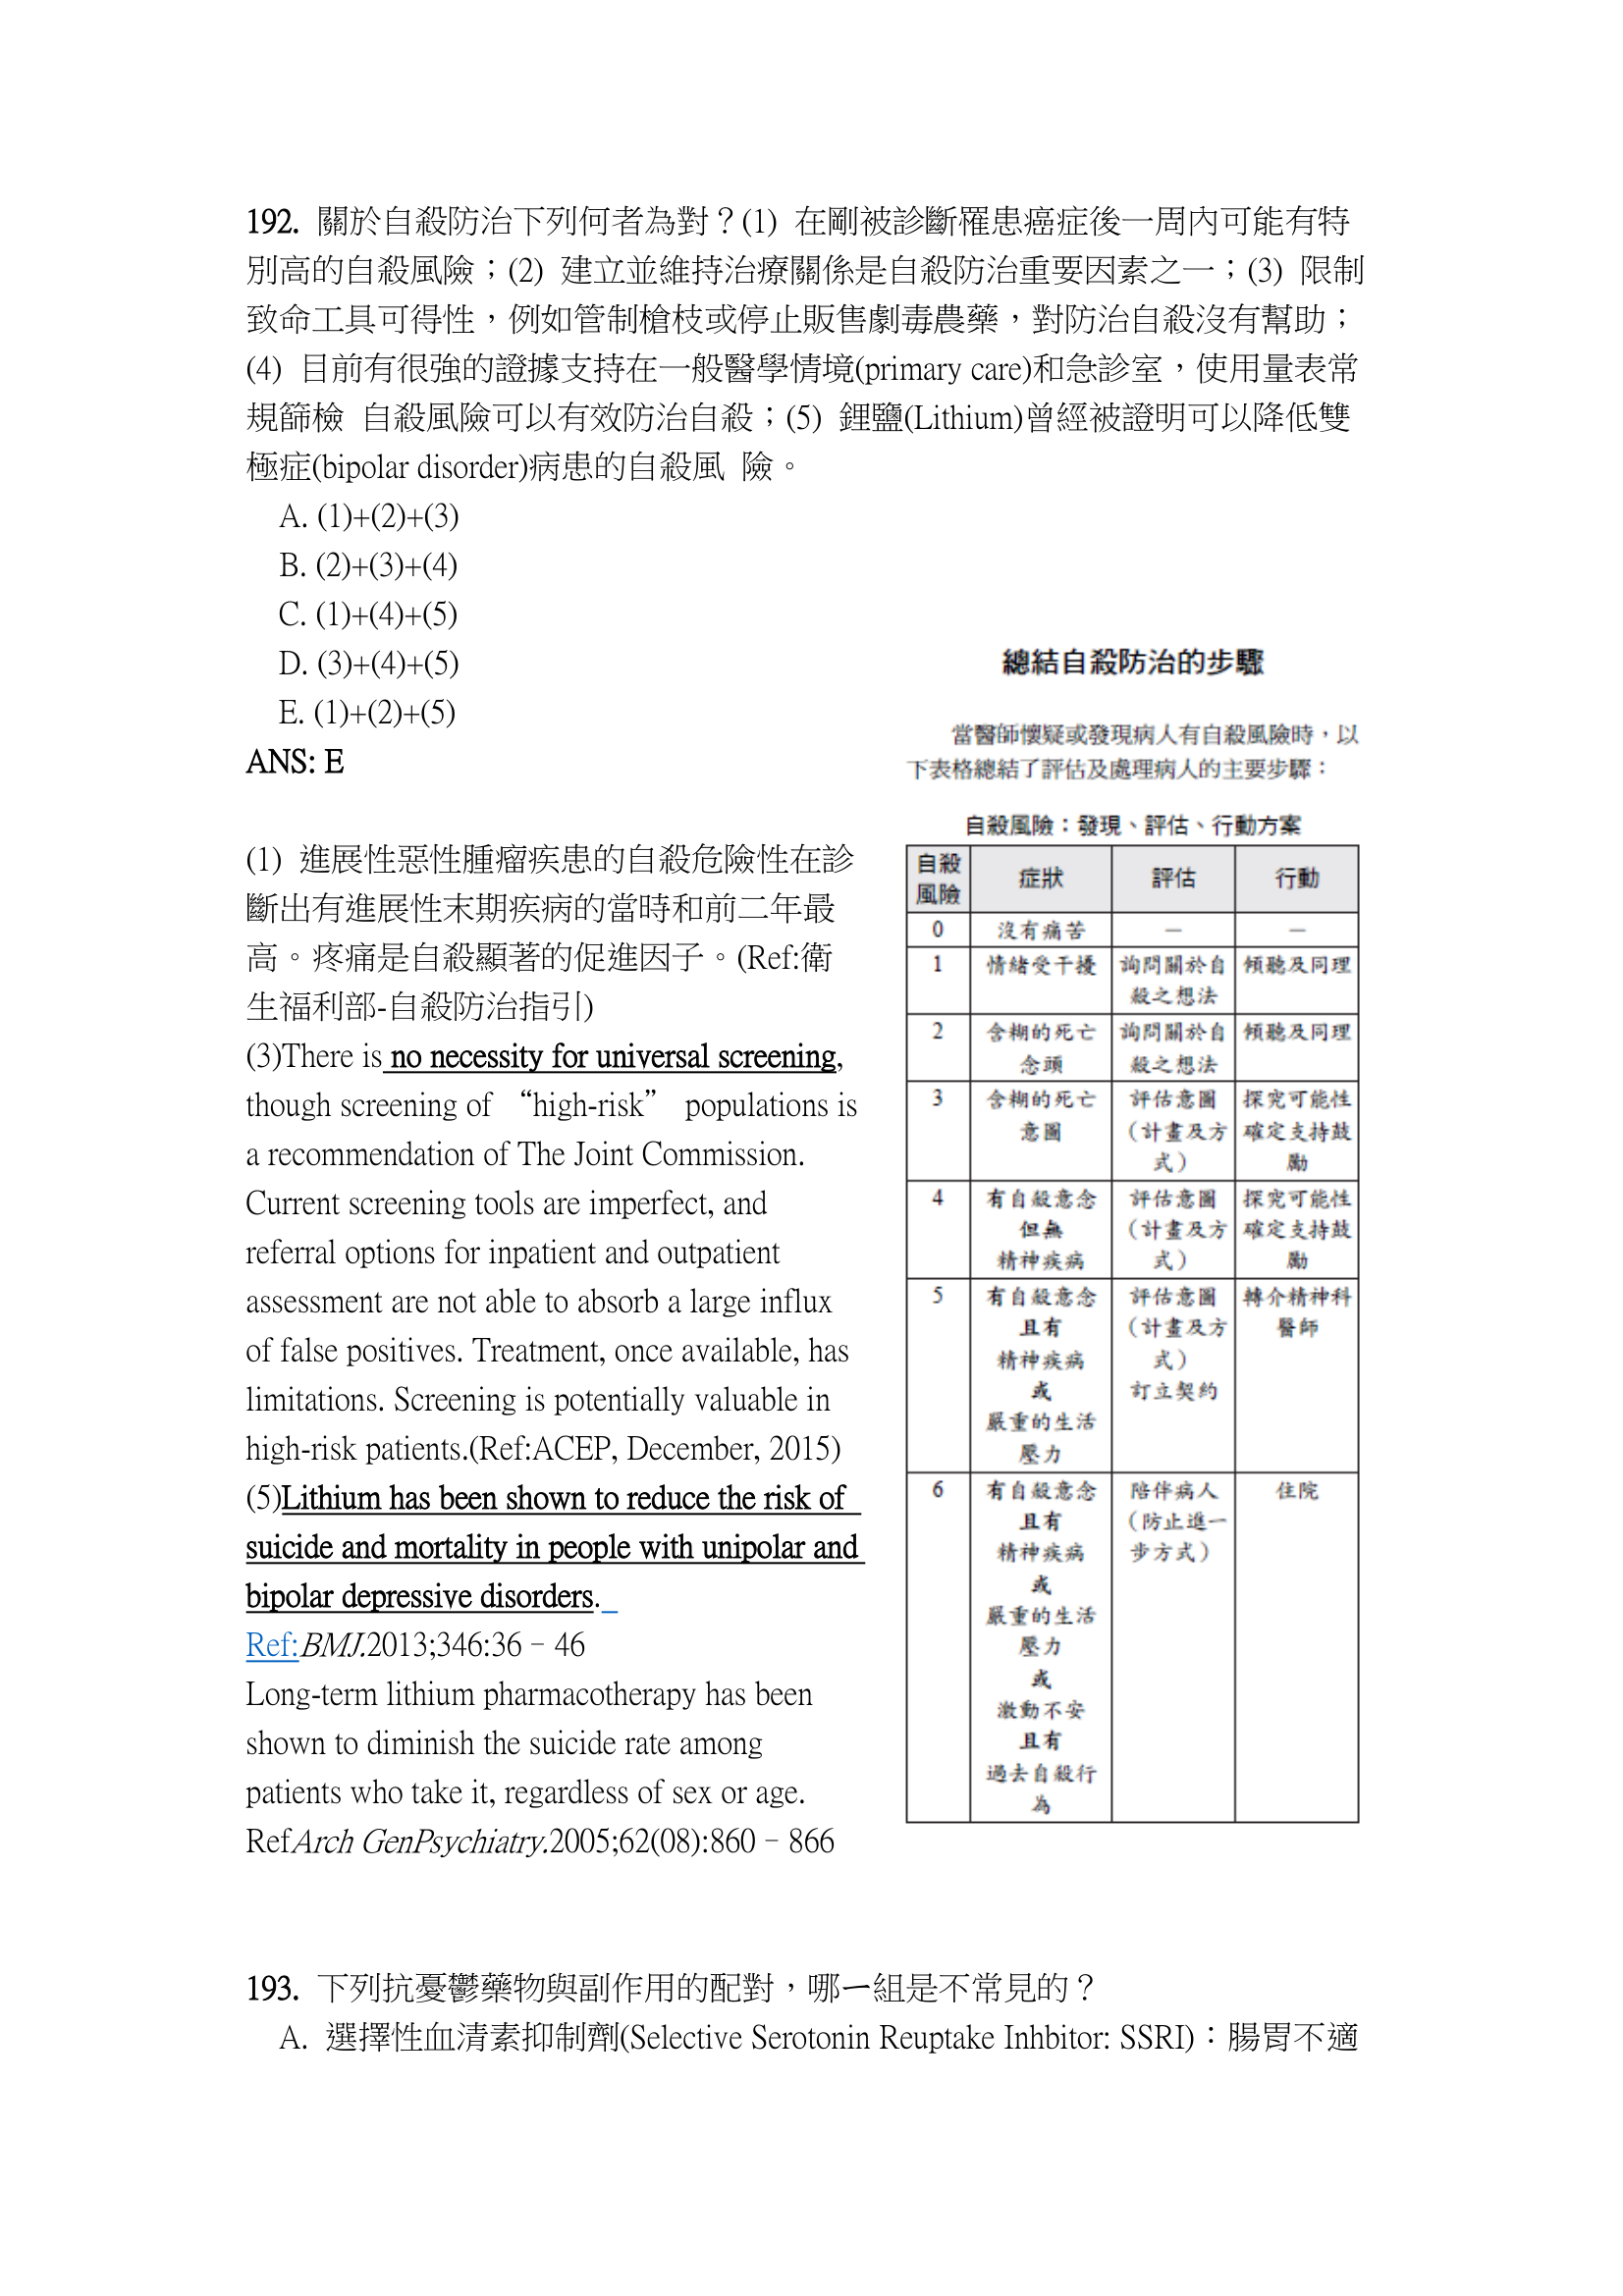 192. 關於自殺防治下列何者為對？(1) 在剛被診斷罹患癌症後一周內可能有特
別高的自殺風險；(2) 建立並維持治療關係是自殺防治重要因素之一；(3) 限制
致命工具可得性，例如管制槍枝或停止販售劇毒農藥，對防治自殺沒有幫助；
(4) 目前有很強的證據支持在一般醫學情境(primary care)和急診室，使用量表常
規篩檢 自殺風險可以有效防治自殺；(5) 鋰鹽(Lithium)曾經被證明可以降低雙
極症(bipolar disorder)病患的自殺風 險。
A. (1)+(2)+(3)
B. (2)+(3)+(4)
C. (1)+(4)+(5)
D. (3)+(4)+(5)
E. (1)+(2)+(5)
ANS: E
(1) 進展性惡性腫瘤疾患的自殺危險性在診
斷出有進展性末期疾病的當時和前二年最
高。疼痛是自殺顯著的促進因子。(Ref:衛
生福利部-自殺防治指引)
(3)There is no necessity for universal screening,
though screening of “high-risk” populations is
a recommendation of The Joint Commission.
Current screening tools are imperfect, and
referral options for inpatient and outpatient
assessment are not able to absorb a large influx
of false positives. Treatment, once available, has
limitations. Screening is potentially valuable in
high-risk patients.(Ref:ACEP, December, 2015)
(5)Lithium has been shown to reduce the risk of
suicide and mortality in people with unipolar and
bipolar depressive disorders.
Ref:BMJ.2013;346:36–46
Long-term lithium pharmacotherapy has been
shown to diminish the suicide rate among
patients who take it, regardless of sex or age.
RefArch GenPsychiatry.2005;62(08):860–866
總結自殺防治的步驟
當醫師懷疑或發現病人有自殺風險時，以
下表格總結了評估及處理病人的主要步驟：
自殺風險：發現、評估、行動方案
自殺風險 症狀 評估 行動
0 沒有痛苦 — —
1 情緒受干擾 詢問關於自殺之想法 傾聽及同理
2 含糊的死亡念頭 詢問關於自殺之想法 傾聽及同理
3 含糊的死亡意圖 評估意圖（計畫及方式） 探究可能性確定支持鼓勵
4 有自殺意念但無精神疾病 評估意圖（計畫及方式） 探究可能性確定支持鼓勵
5 有自殺意念且有精神疾病或嚴重的生活壓力 評估意圖（計畫及方式）訂立契約 轉介精神科醫師
6 有自殺意念且有精神疾病或嚴重的生活壓力或激動不安且有過去自殺行為 陪伴病人（防止進一步方式） 住院
193. 下列抗憂鬱藥物與副作用的配對，哪一組是不常見的？
A. 選擇性血清素抑制劑(Selective Serotonin Reuptake Inhbitor: SSRI)：腸胃不適